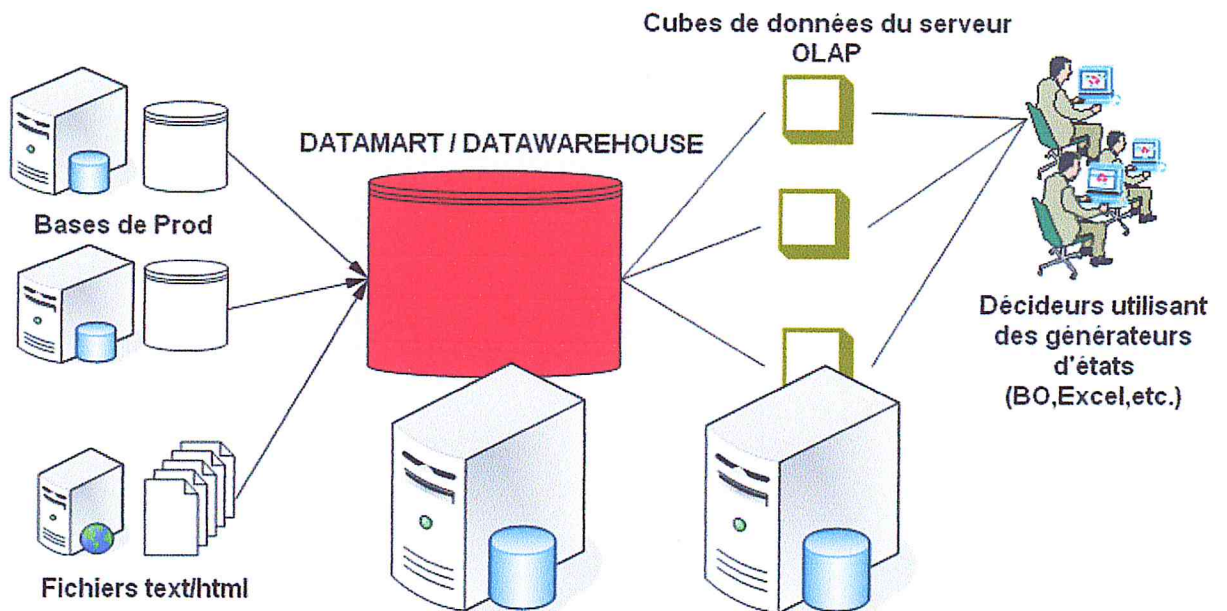 Cubes de données du serveur
OLAP
DATAMART / DATAWAREHOUSE
Bases de Prod
Décideurs utilisant
des générateurs
d'états
(BO,Excel,etc.)
Fichiers text/html